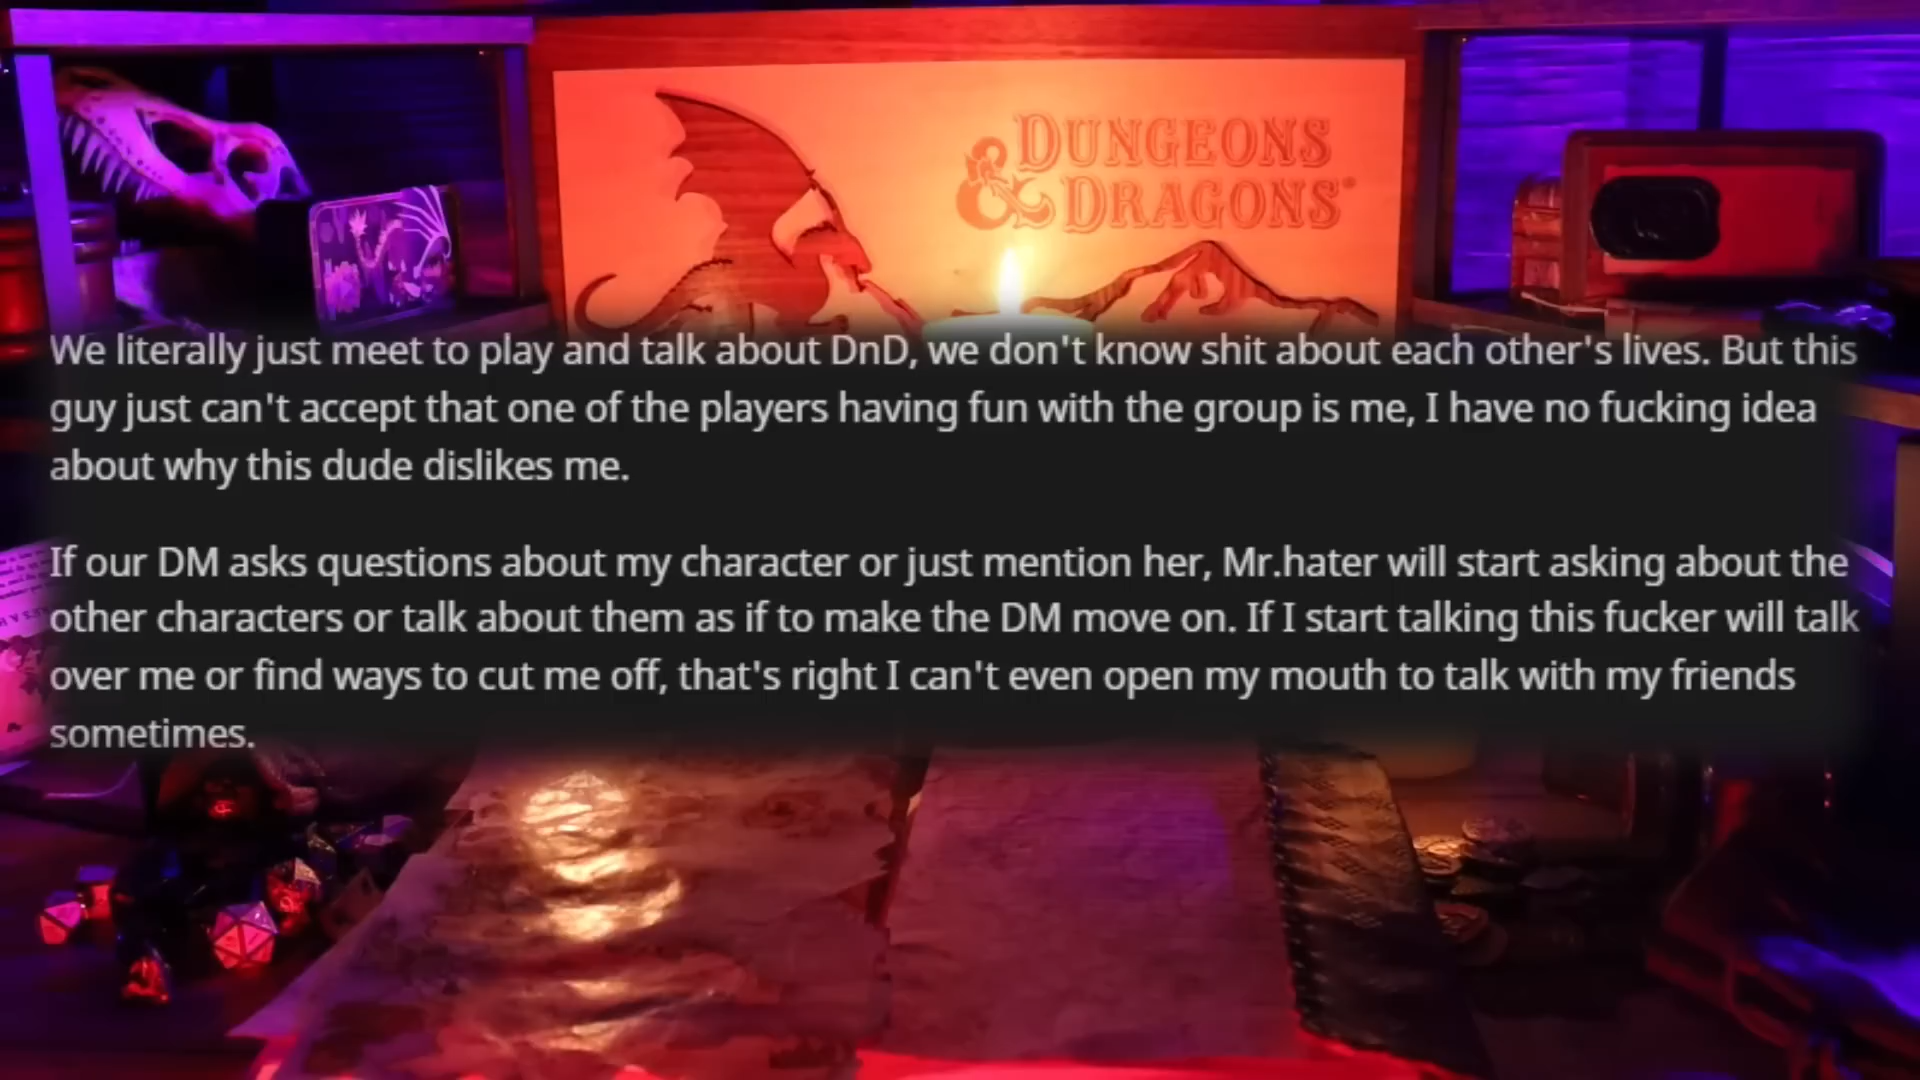 DUNGEONS
& DRAGONS®
We literally just meet to play and talk about DnD, we don't know shit about each other's lives. But this
guy just can't accept that one of the players having fun with the group is me, I have no fucking idea
about why this dude dislikes me.
If our DM asks questions about my character or just mention her, Mr.hater will start asking about the
other characters or talk about them as if to make the DM move on. If I start talking this fucker will talk
over me or find ways to cut me off, that's right I can't even open my mouth to talk with my friends
sometimes.